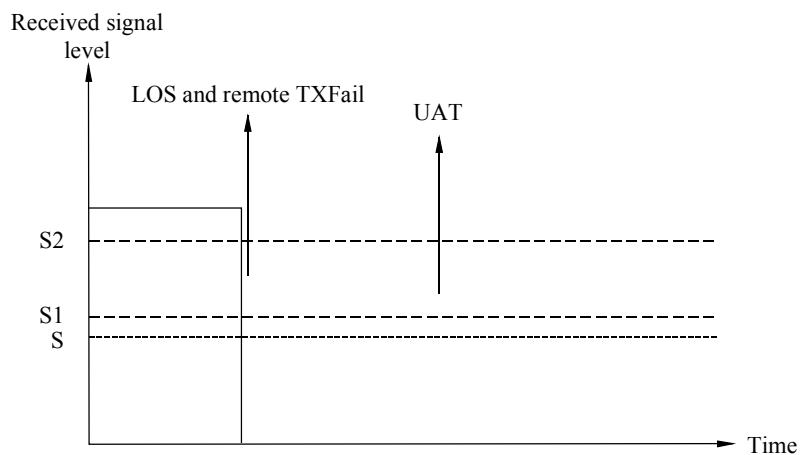 Received signal
level
LOS and remote TXFail
UAT
S2
S1
S
Time